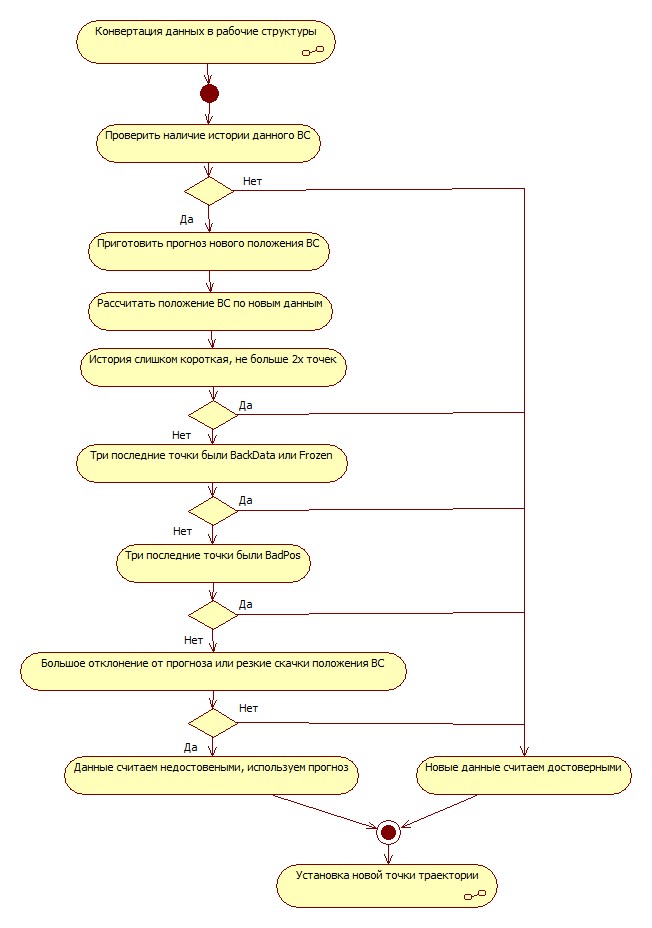 Конвертация данных в рабочие структуры
Проверить наличие истории данного ВС
Нет
Да
Приготовить прогноз нового положения ВС
Рассчитать положение ВС по новым данным
История слишком короткая, не больше 2х точек
Да
Нет
Три последние точки были BackData или Frozen
Да
Нет
Три последние точки были BadPos
Да
Нет
Большое отклонение от прогноза или резкие скачки положения ВС
Нет
Да
Данные считаем недостовеными, используем прогноз
Новые данные считаем достоверными
Установка новой точки траектории